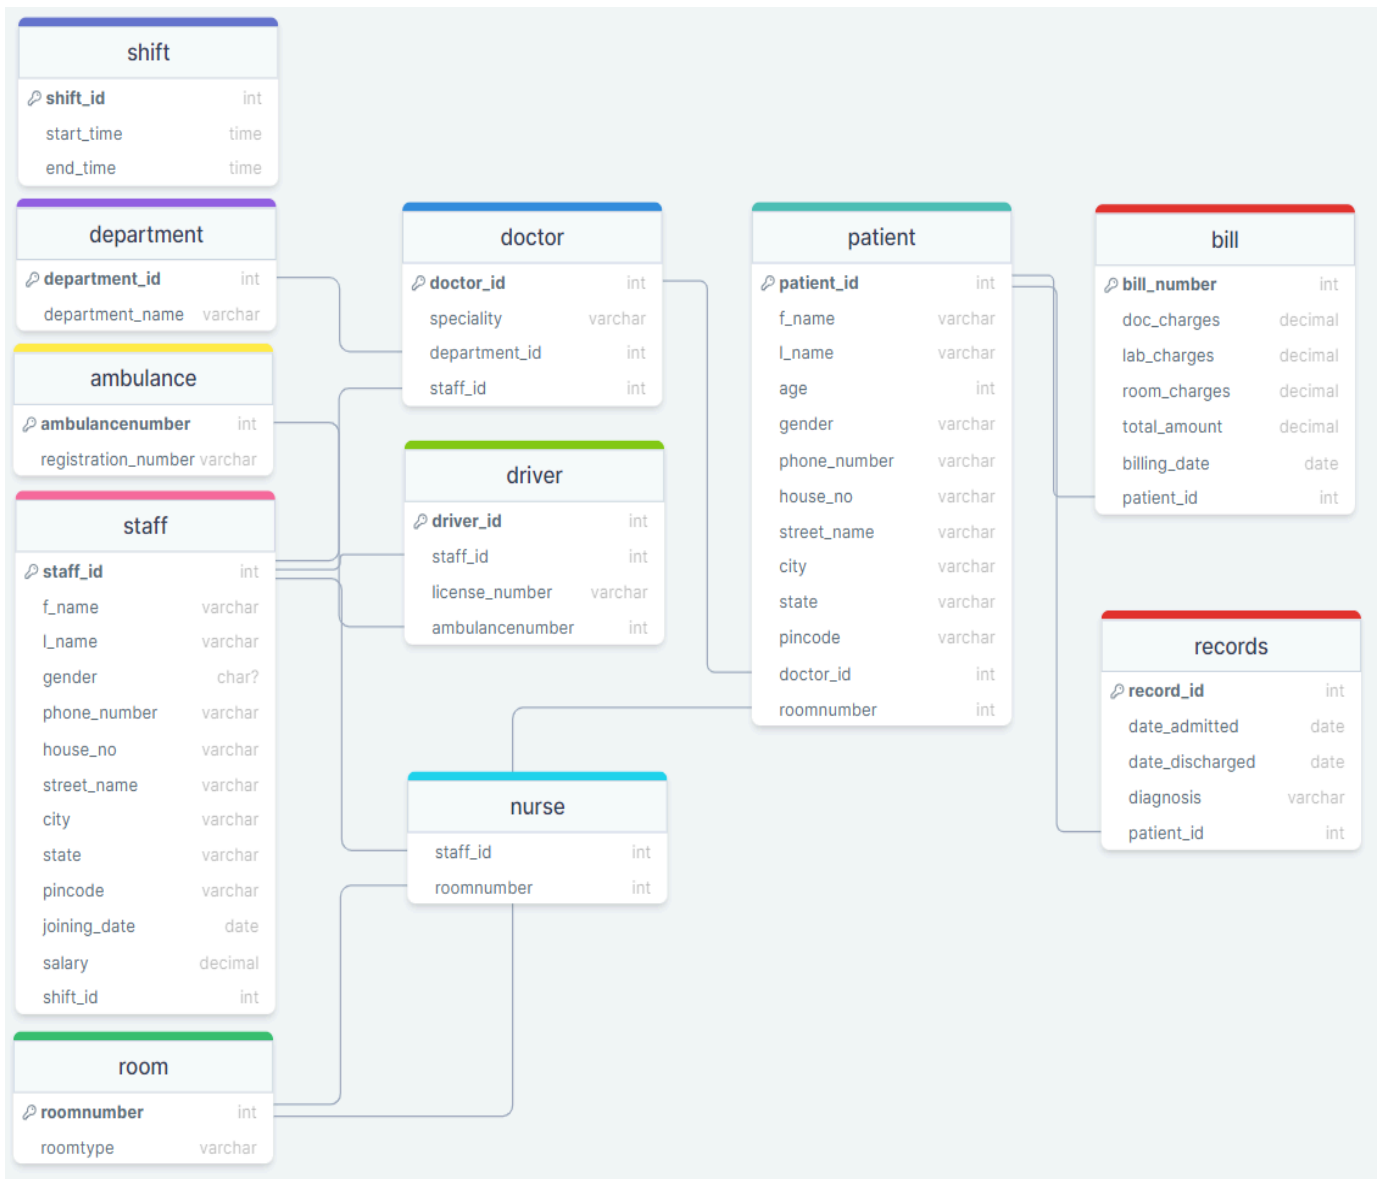 shift
shift_id int
start_time time
end_time time
department
department_id int
department_name varchar
ambulance
ambulancenumber int
registration_number varchar
staff
staff_id int
f_name varchar
l_name varchar
gender char?
phone_number varchar
house_no varchar
street_name varchar
city varchar
state varchar
pincode varchar
joining_date date
salary decimal
shift_id int
room
roomnumber int
roomtype varchar
doctor
doctor_id int
speciality varchar
department_id int
staff_id int
driver
driver_id int
staff_id int
license_number varchar
ambulancenumber int
nurse
staff_id int
roomnumber int
patient
patient_id int
f_name varchar
l_name varchar
age int
gender varchar
phone_number varchar
house_no varchar
street_name varchar
city varchar
state varchar
pincode varchar
doctor_id int
roomnumber int
bill
bill_number int
doc_charges decimal
lab_charges decimal
room_charges decimal
total_amount decimal
billing_date date
patient_id int
records
record_id int
date_admitted date
date_discharged date
diagnosis varchar
patient_id int